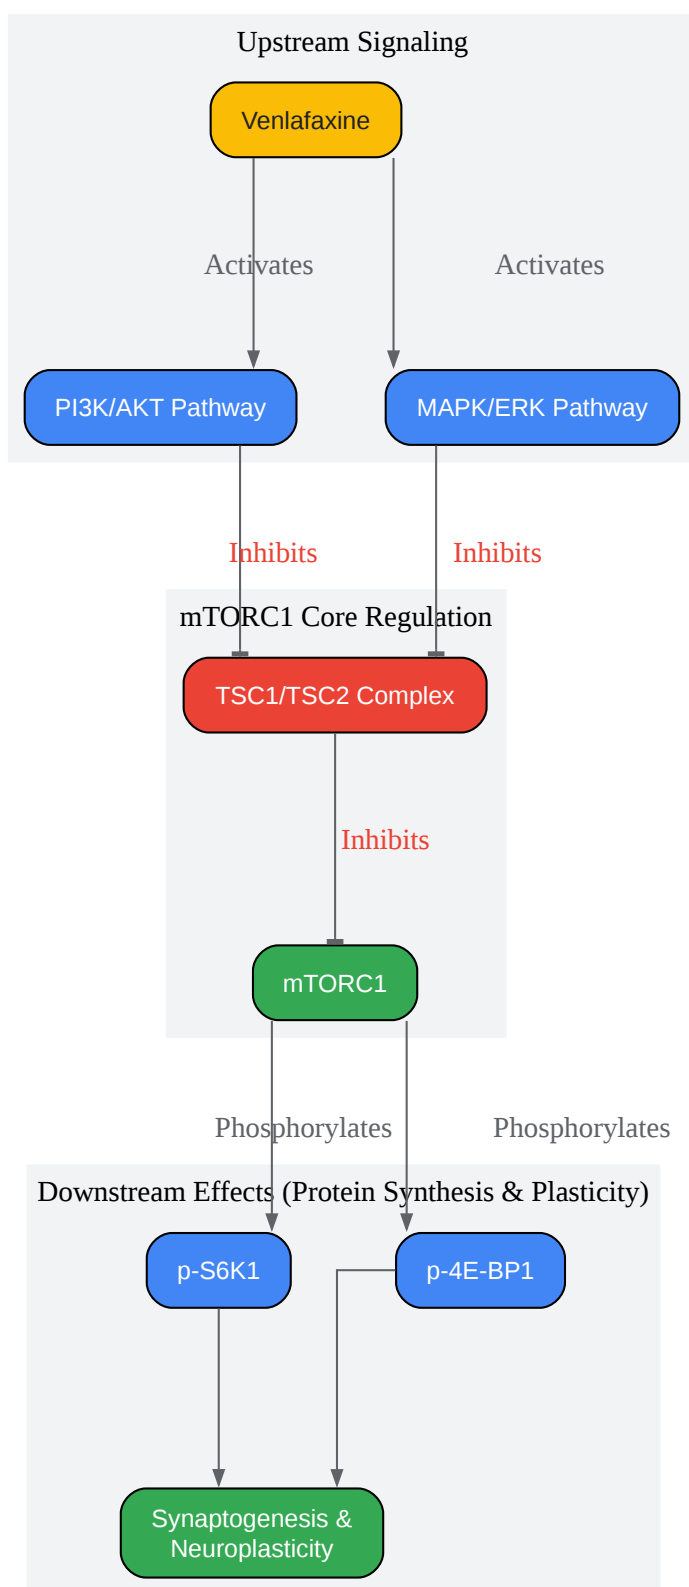 Upstream Signaling
Venlafaxine
Activates
Activates
PI3K/AKT Pathway
MAPK/ERK Pathway
Inhibits
Inhibits
mTORC1 Core Regulation
TSC1/TSC2 Complex
Inhibits
mTORC1
Phosphorylates
Phosphorylates
Downstream Effects (Protein Synthesis & Plasticity)
p-S6K1
p-4E-BP1
Synaptogenesis &
Neuroplasticity